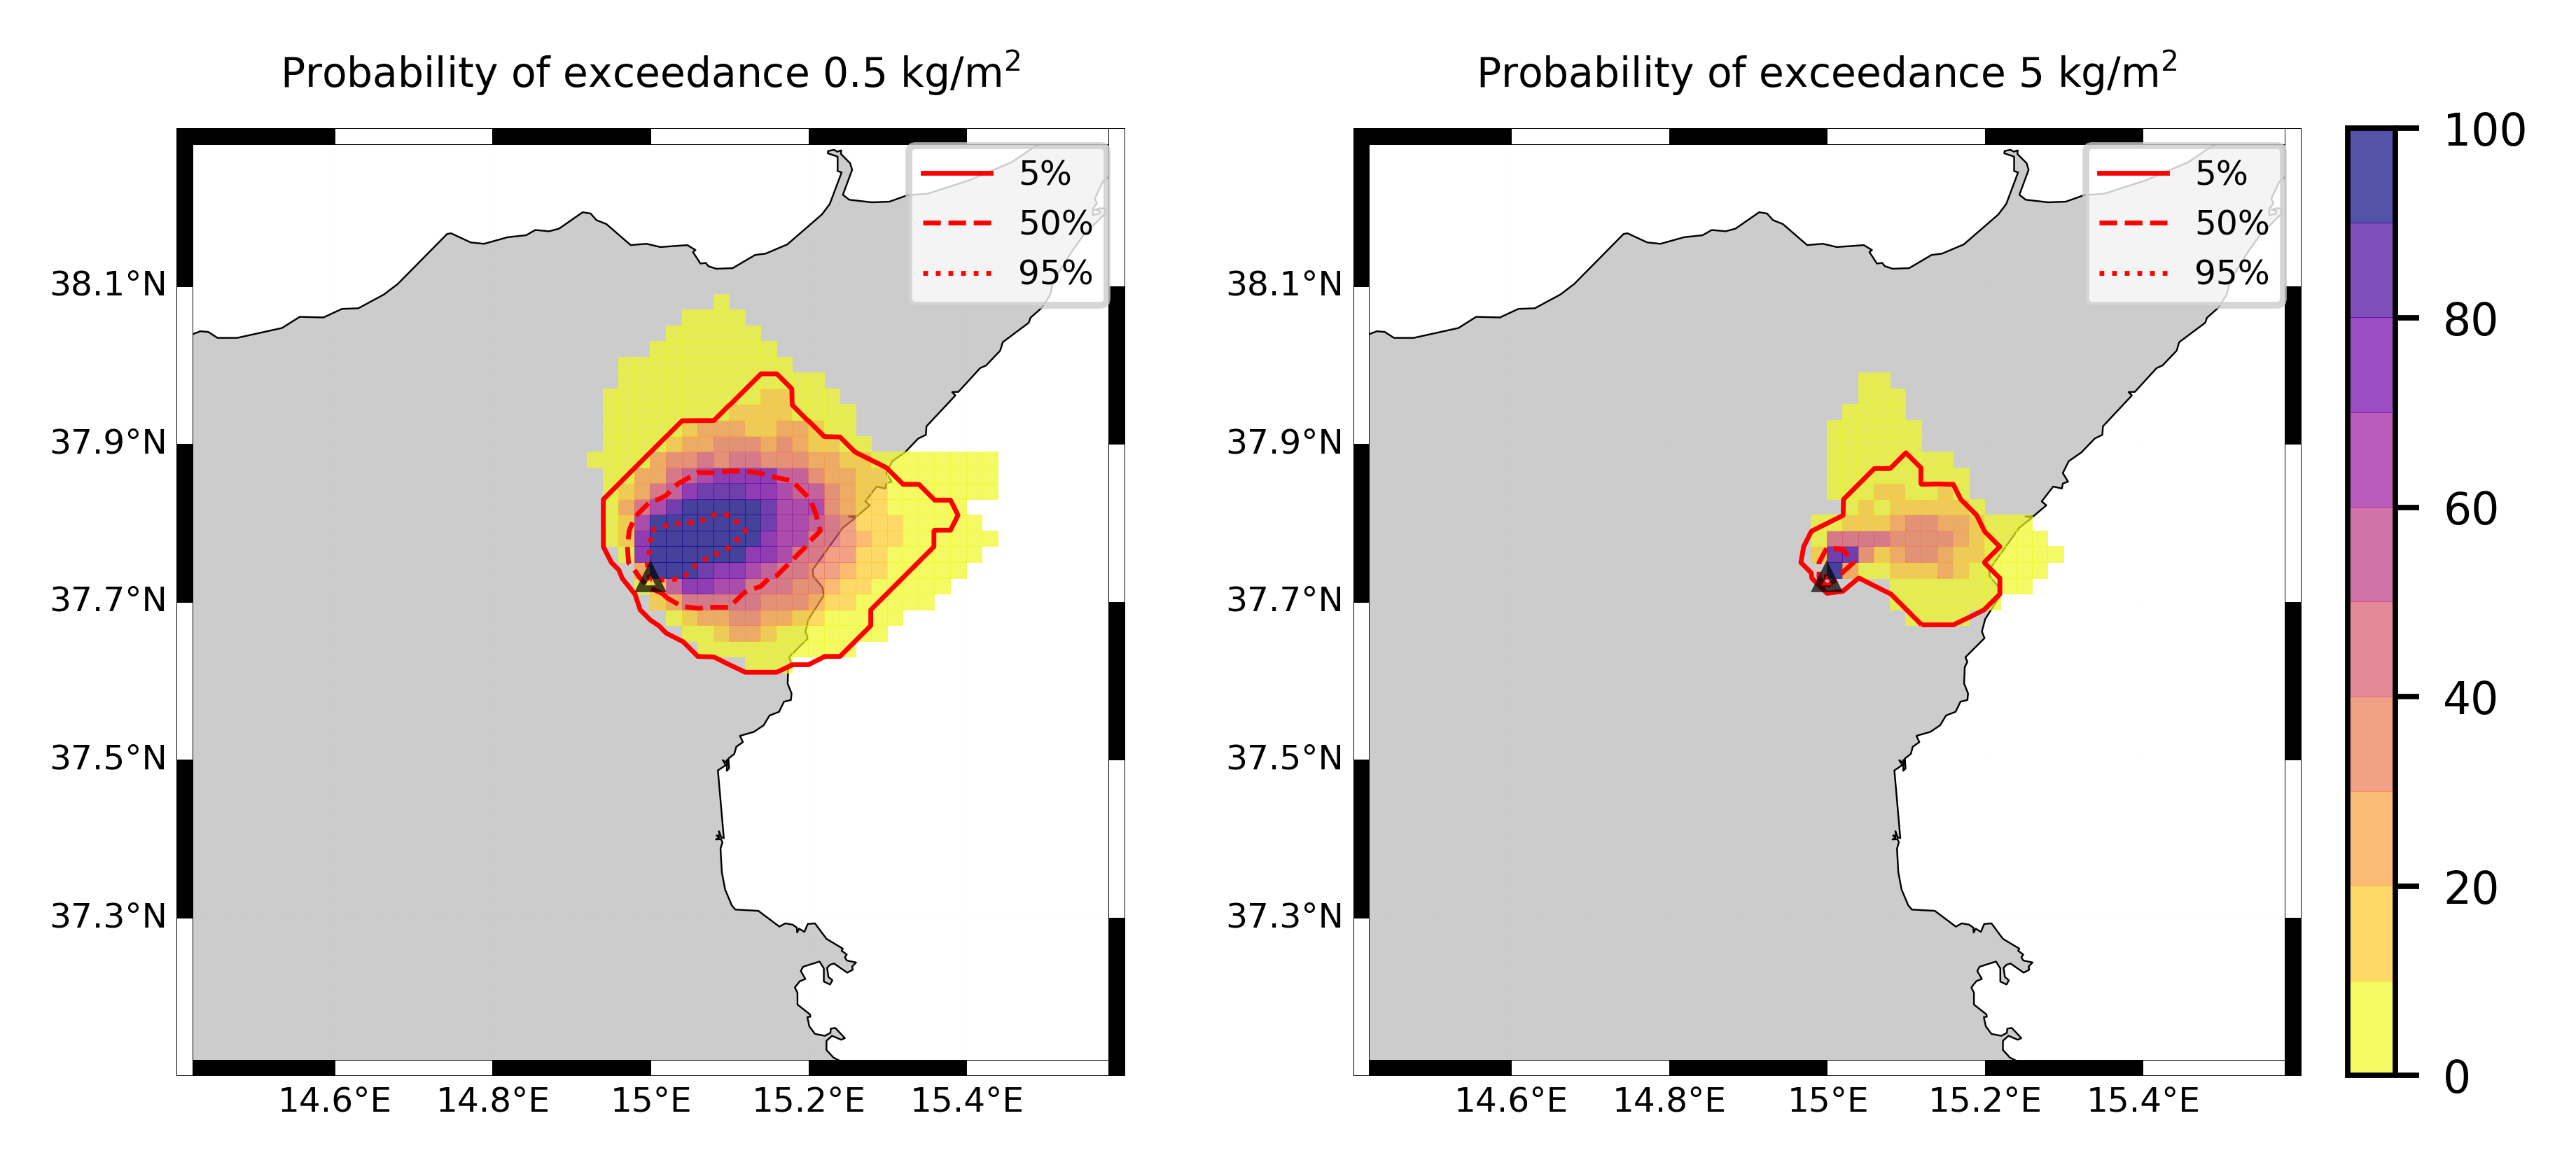 Probability of exceedance 0.5 kg/m²
5%
50%
95%
38.1°N
37.9°N
37.7°N
37.5°N
37.3°N
14.6°E 14.8°E 15°E 15.2°E 15.4°E
Probability of exceedance 5 kg/m²
5%
50%
95%
38.1°N
37.9°N
37.7°N
37.5°N
37.3°N
14.6°E 14.8°E 15°E 15.2°E 15.4°E
100
80
60
40
20
0